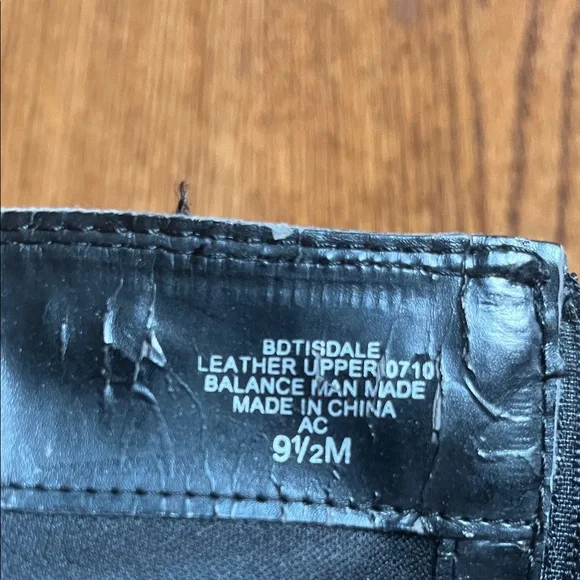 BDTISDALE
LEATHER UPPER 0710
BALANCE MAN MADE
MADE IN CHINA
AC
9½M